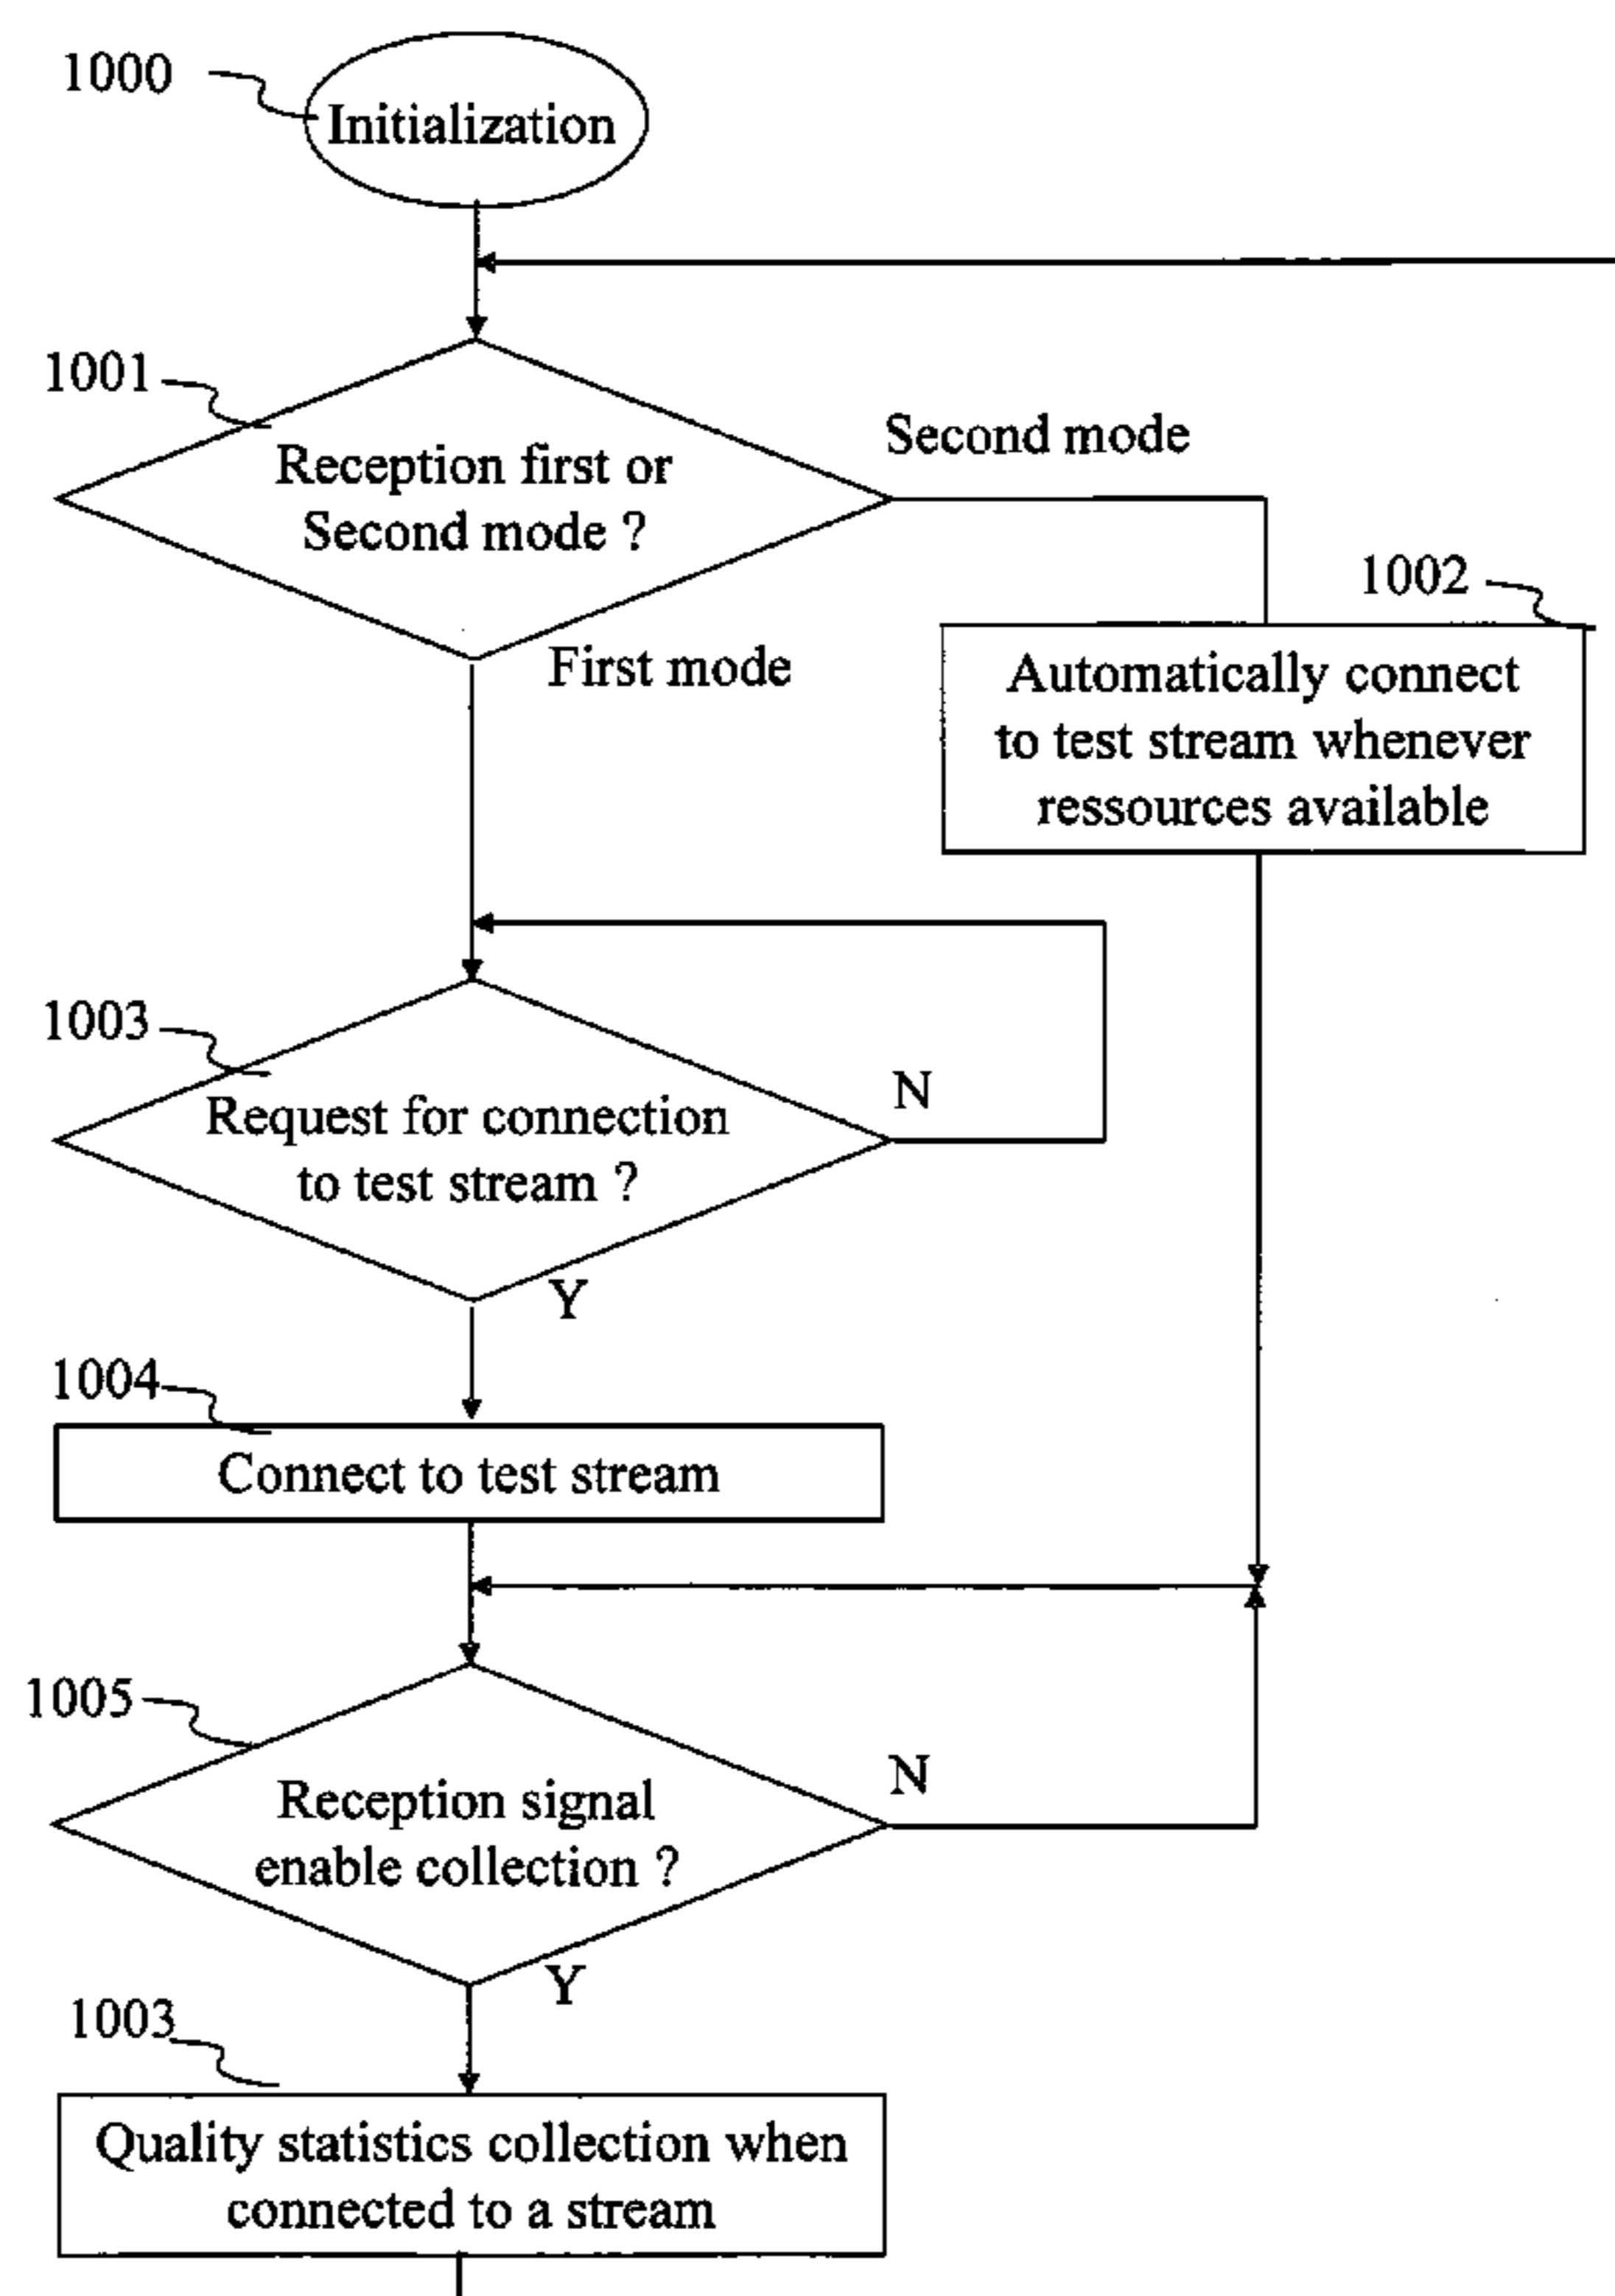 1000
Initialization
1001
Reception first or
Second mode ?
Second mode
1002
First mode
Automatically connect
to test stream whenever
ressources available
1003
Request for connection
to test stream ?
N
Y
1004
Connect to test stream
1005
Reception signal
enable collection ?
N
Y
1003
Quality statistics collection when
connected to a stream